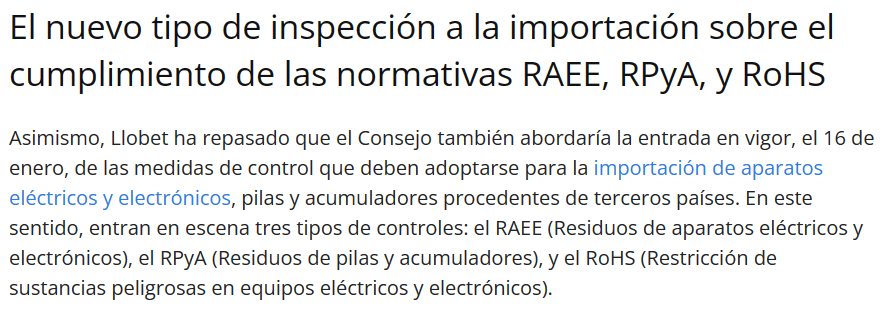 El nuevo tipo de inspección a la importación sobre el
cumplimiento de las normativas RAEE, RPyA, y RoHS
Asimismo, Llobet ha repasado que el Consejo también abordaría la entrada en vigor, el 16 de
enero, de las medidas de control que deben adoptarse para la importación de aparatos
eléctricos y electrónicos, pilas y acumuladores procedentes de terceros países. En este
sentido, entran en escena tres tipos de controles: el RAEE (Residuos de aparatos eléctricos y
electrónicos), el RPyA (Residuos de pilas y acumuladores), y el RoHS (Restricción de
sustancias peligrosas en equipos eléctricos y electrónicos).